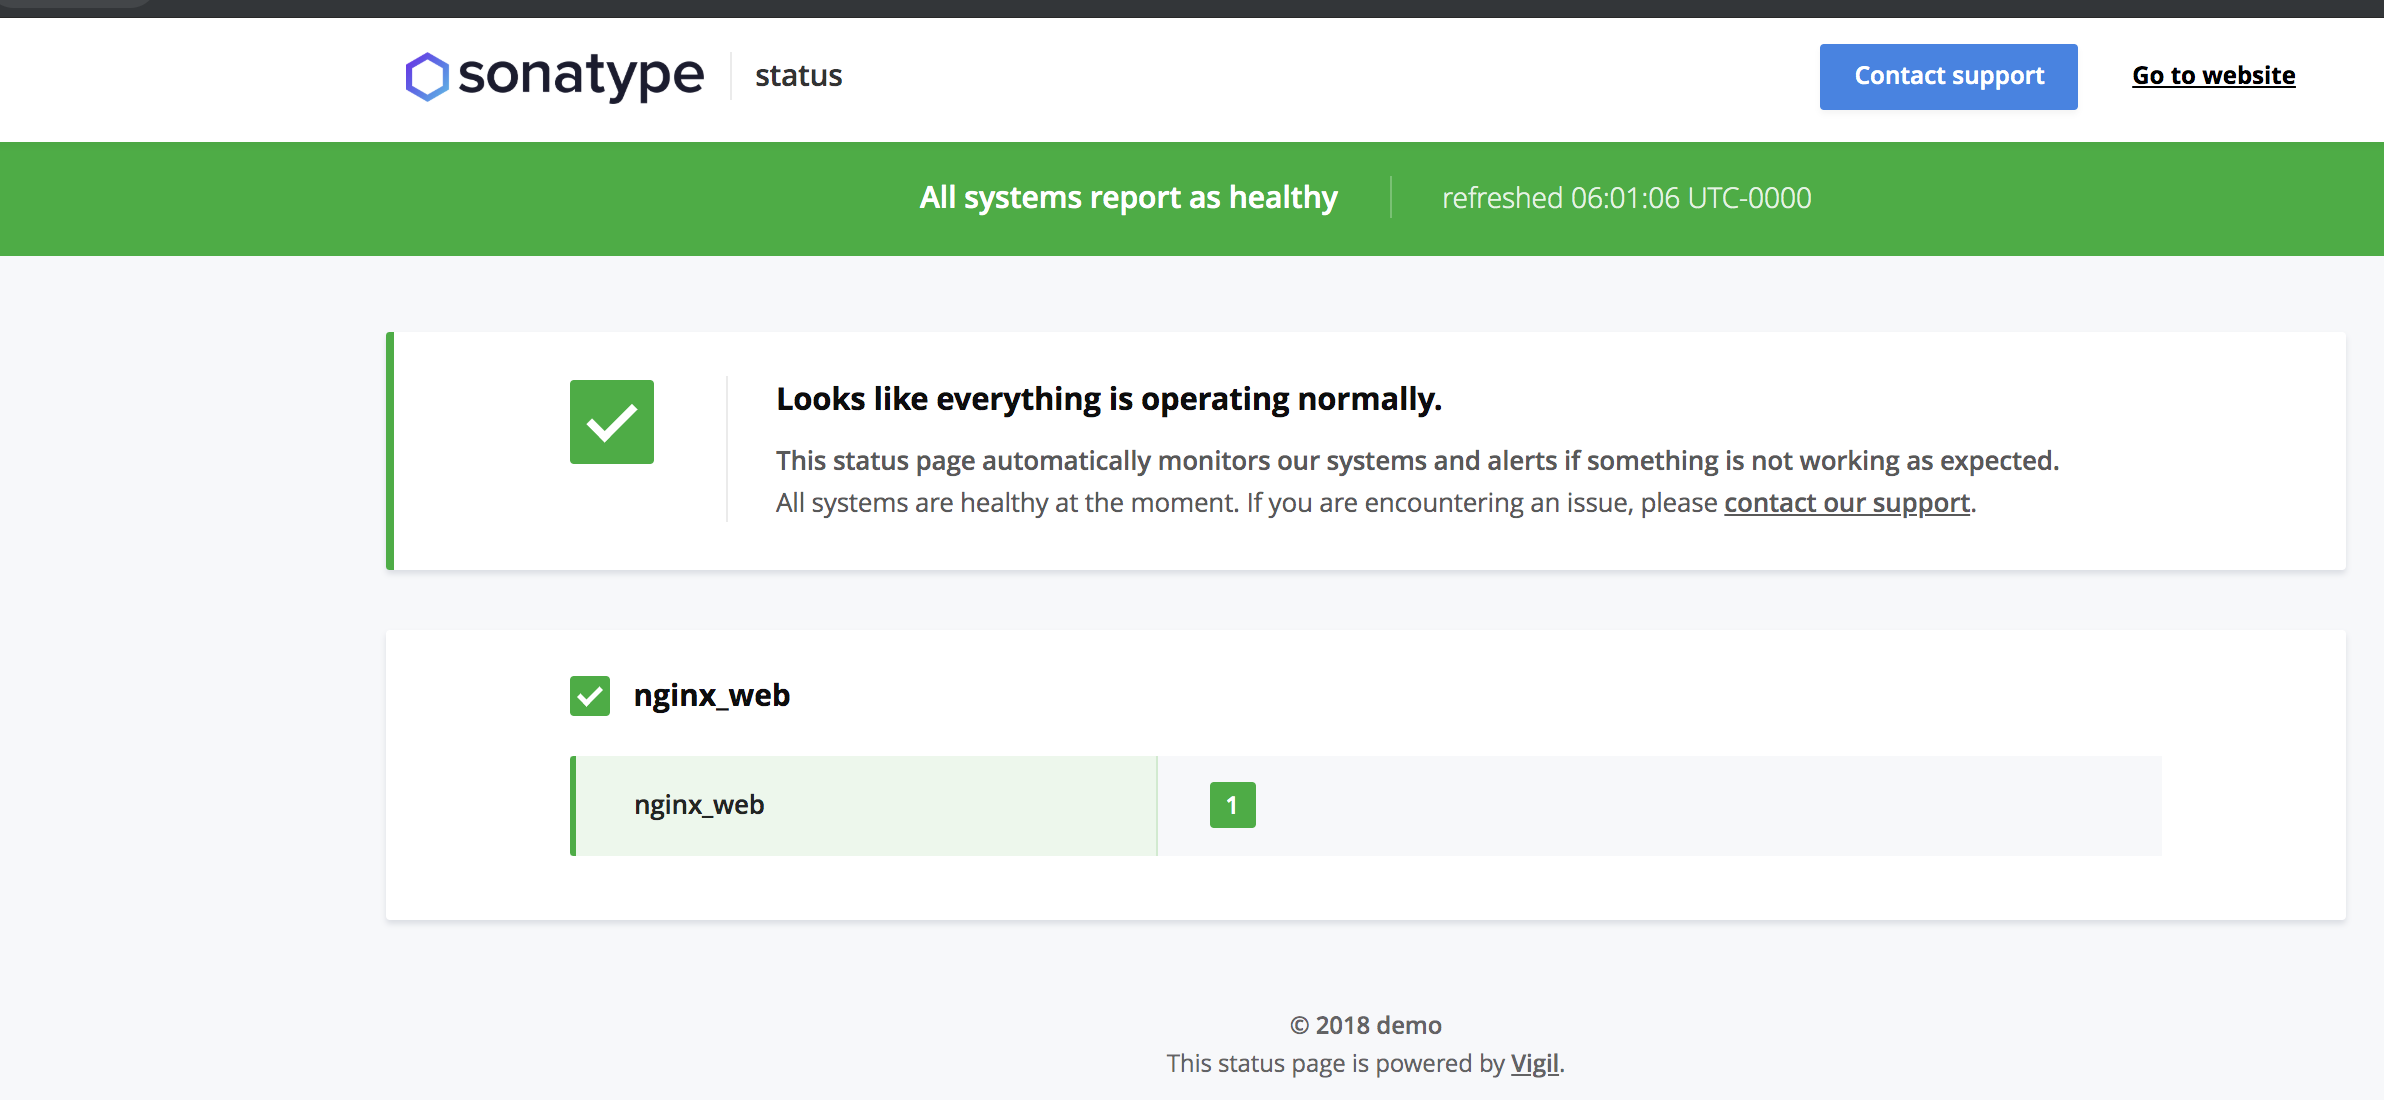 sonatype status Contact support Go to website
All systems report as healthy refreshed 06:01:06 UTC-0000
Looks like everything is operating normally.
This status page automatically monitors our systems and alerts if something is not working as expected.
All systems are healthy at the moment. If you are encountering an issue, please contact our support.
nginx_web
nginx_web 1
© 2018 demo
This status page is powered by Vigil.